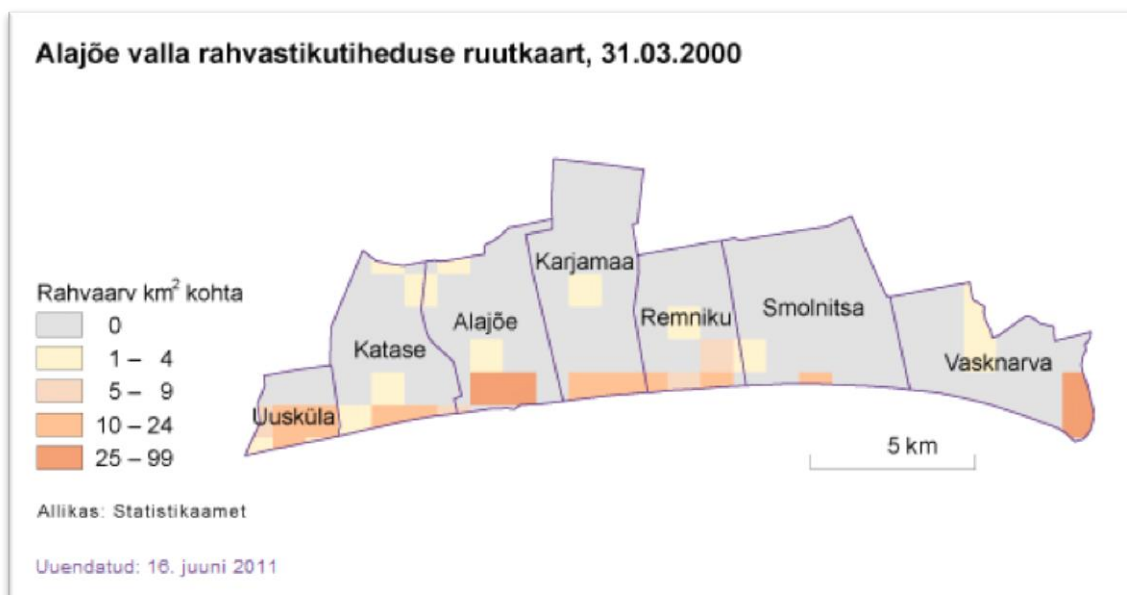 Alajõe valla rahvastikutiheduse ruutkaart, 31.03.2000
Karjamaa
Smolnitsa
Remniku
Alajõe
Katase
Vasknarva
Uusküla
Rahvaarv km² kohta
0
1 – 4
5 – 9
10 – 24
25 – 99
5 km
Allikas: Statistikaamet
Uuendatud: 16. juuni 2011